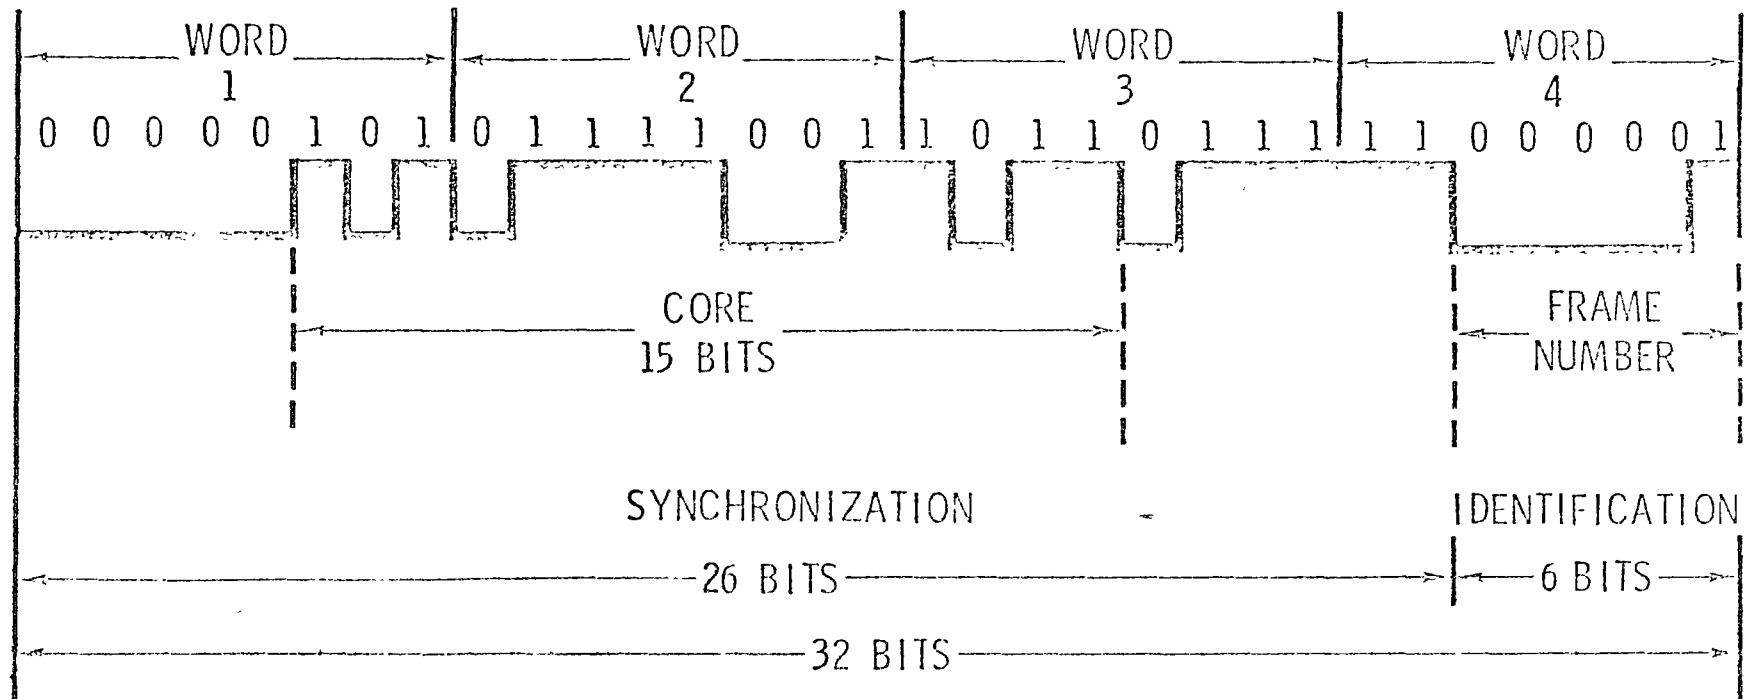 WORD WORD WORD WORD
1 2 3 4
0 0 0 0 0 1 0 1 0 1 1 1 1 0 0 1 1 0 1 1 0 1 1 1 1 1 0 0 0 0 0 1
CORE FRAME
15 BITS NUMBER
SYNCHRONIZATION IDENTIFICATION
26 BITS 6 BITS
32 BITS